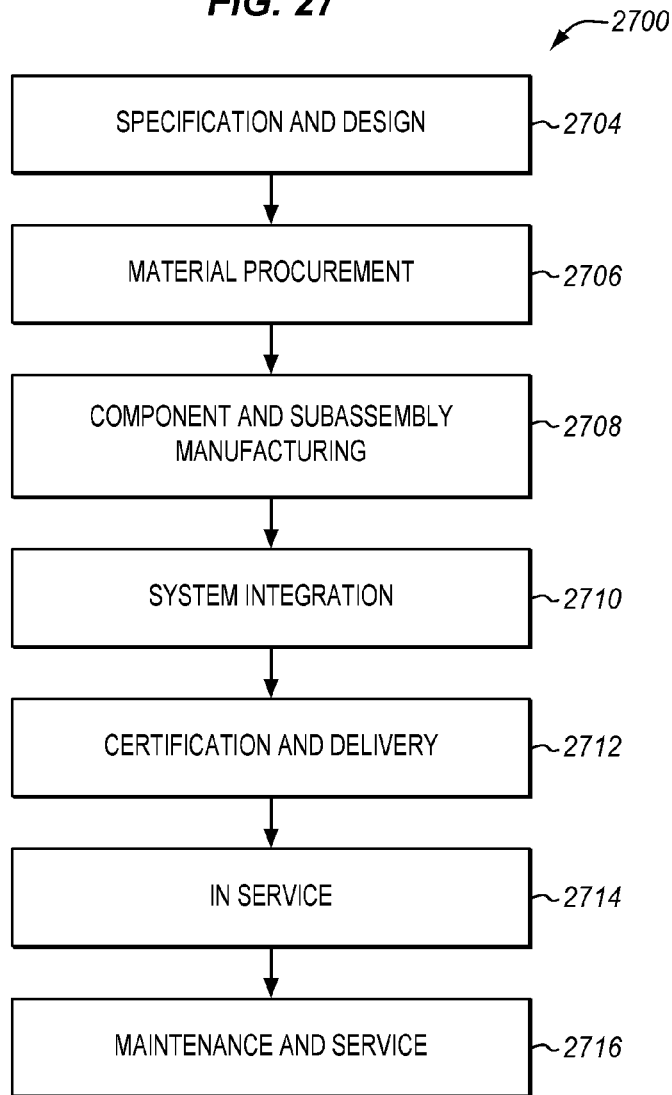 FIG. 27
2700
SPECIFICATION AND DESIGN
2704
MATERIAL PROCUREMENT
2706
COMPONENT AND SUBASSEMBLY
MANUFACTURING
2708
SYSTEM INTEGRATION
2710
CERTIFICATION AND DELIVERY
2712
IN SERVICE
2714
MAINTENANCE AND SERVICE
2716